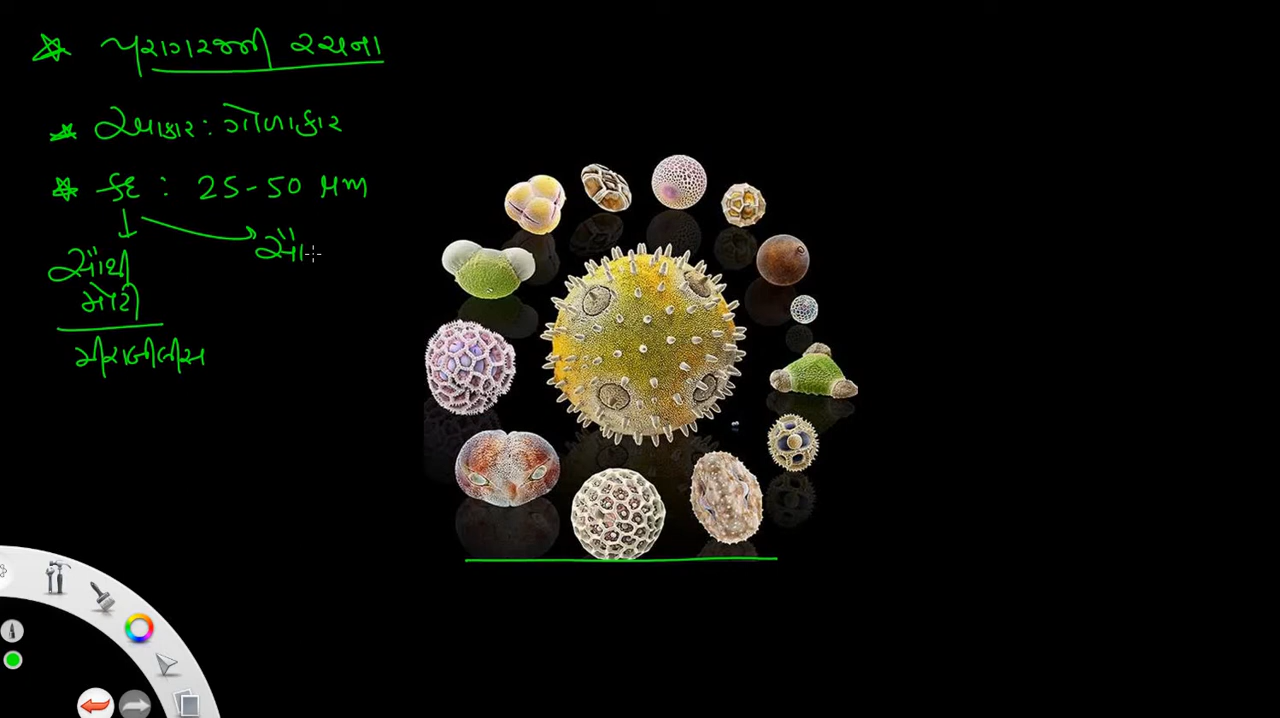 પરાગરજની રચના
આકાર : ગોળાકાર
કદ : 25-50 μm
સૌથી
મોટી
મીરાબીલીસ
સૌ